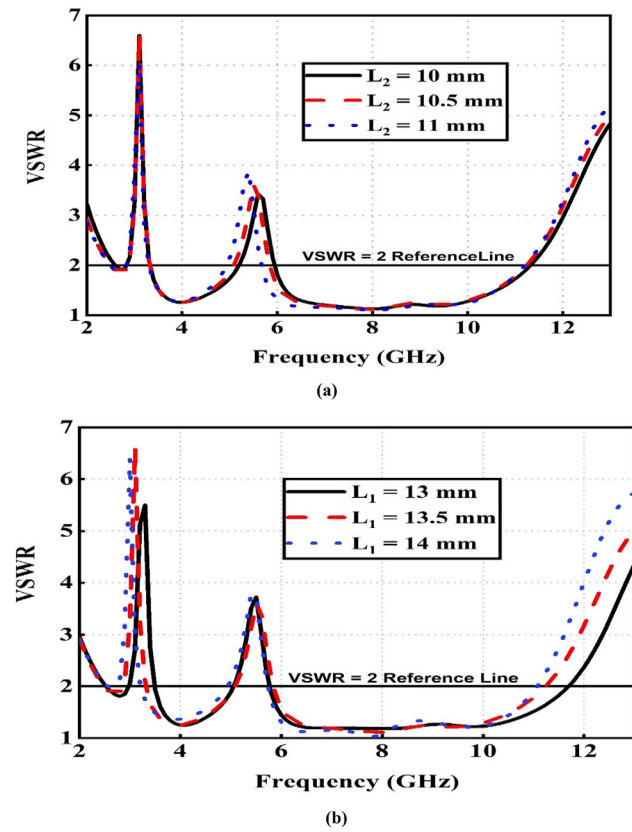 7
6
5
4
3
2
1
VSWR
L2 = 10 mm
L2 = 10.5 mm
L2 = 11 mm
VSWR = 2 ReferenceLine
2 4 6 8 10 12
Frequency (GHz)
(a)
7
6
5
4
3
2
1
VSWR
L1 = 13 mm
L1 = 13.5 mm
L1 = 14 mm
VSWR = 2 Reference Line
2 4 6 8 10 12
Frequency (GHz)
(b)